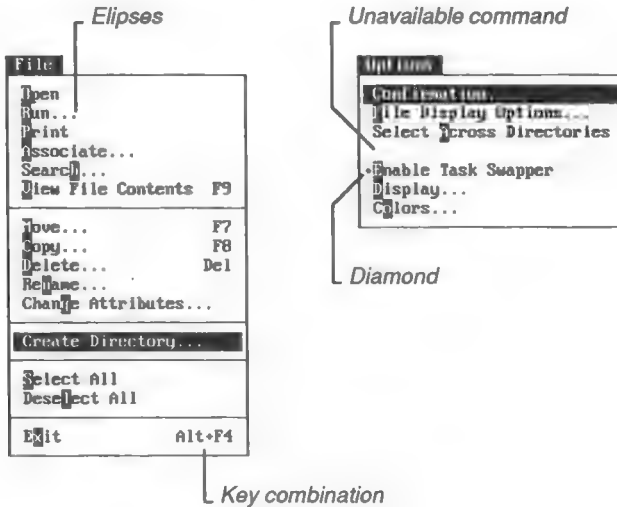 Elipses
File
Open
Run...
Print
Associate...
Search...
View File Contents F9
Move... F7
Copy... F8
Delete... Del
Rename...
Change Attributes...
Create Directory...
Select All
Deselect All
Exit Alt+F4
Key combination
Unavailable command
Options
Confirmation...
File Display Options...
Select Across Directories
Enable Task Swapper
Display...
Colors...
Diamond